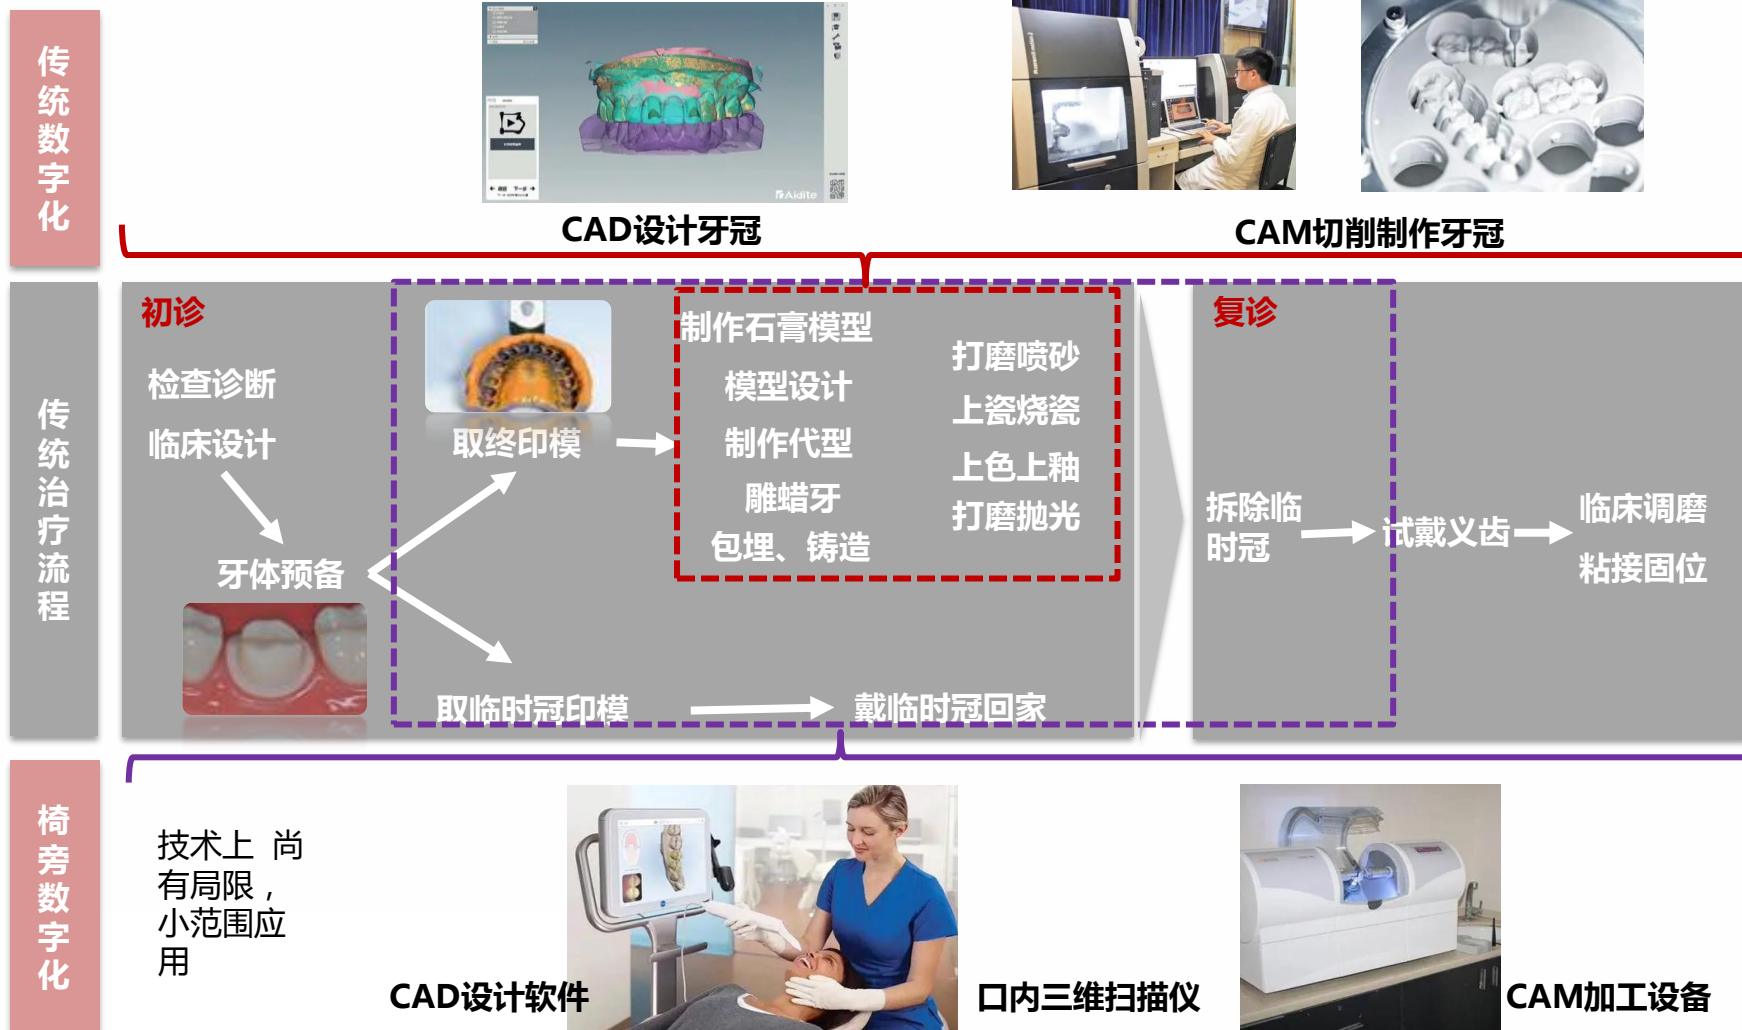 传统数字化
Aidite
CAD设计牙冠
CAM切削制作牙冠
传统治疗流程
初诊
检查诊断
临床设计
牙体预备
取终印模
取临时冠印模
戴临时冠回家
制作石膏模型
模型设计
制作代型
雕蜡牙
包埋、铸造
打磨喷砂
上瓷烧瓷
上色上釉
打磨抛光
复诊
拆除临
时冠
试戴义齿
临床调磨
粘接固位
椅旁数字化
技术上 尚
有局限，
小范围应
用
CAD设计软件
口内三维扫描仪
CAM加工设备